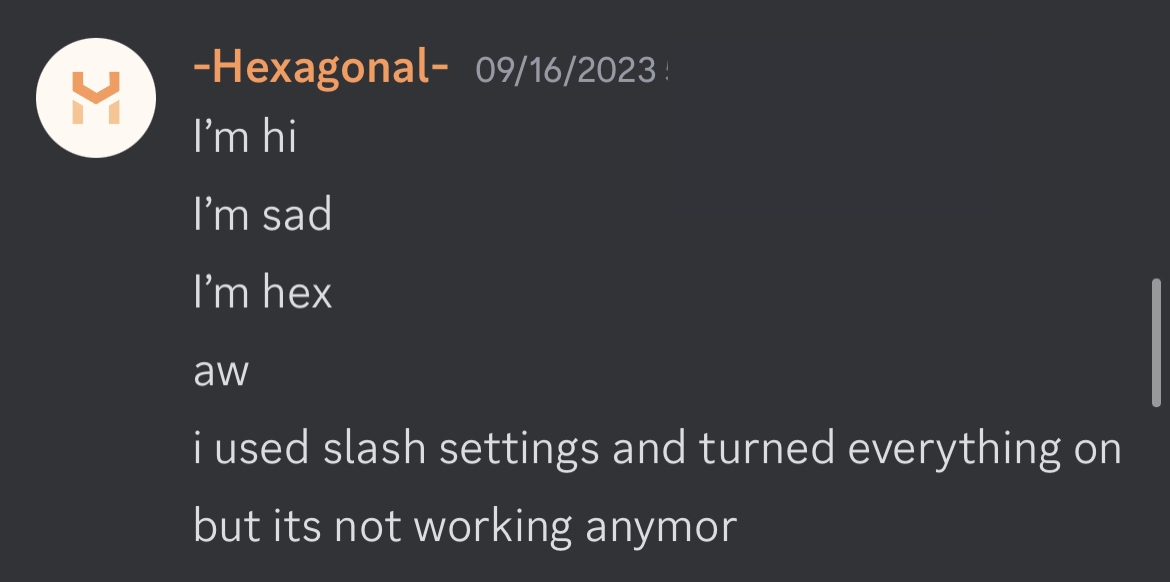 -Hexagonal- 09/16/2023
I’m hi
I’m sad
I’m hex
aw
i used slash settings and turned everything on
but its not working anymor